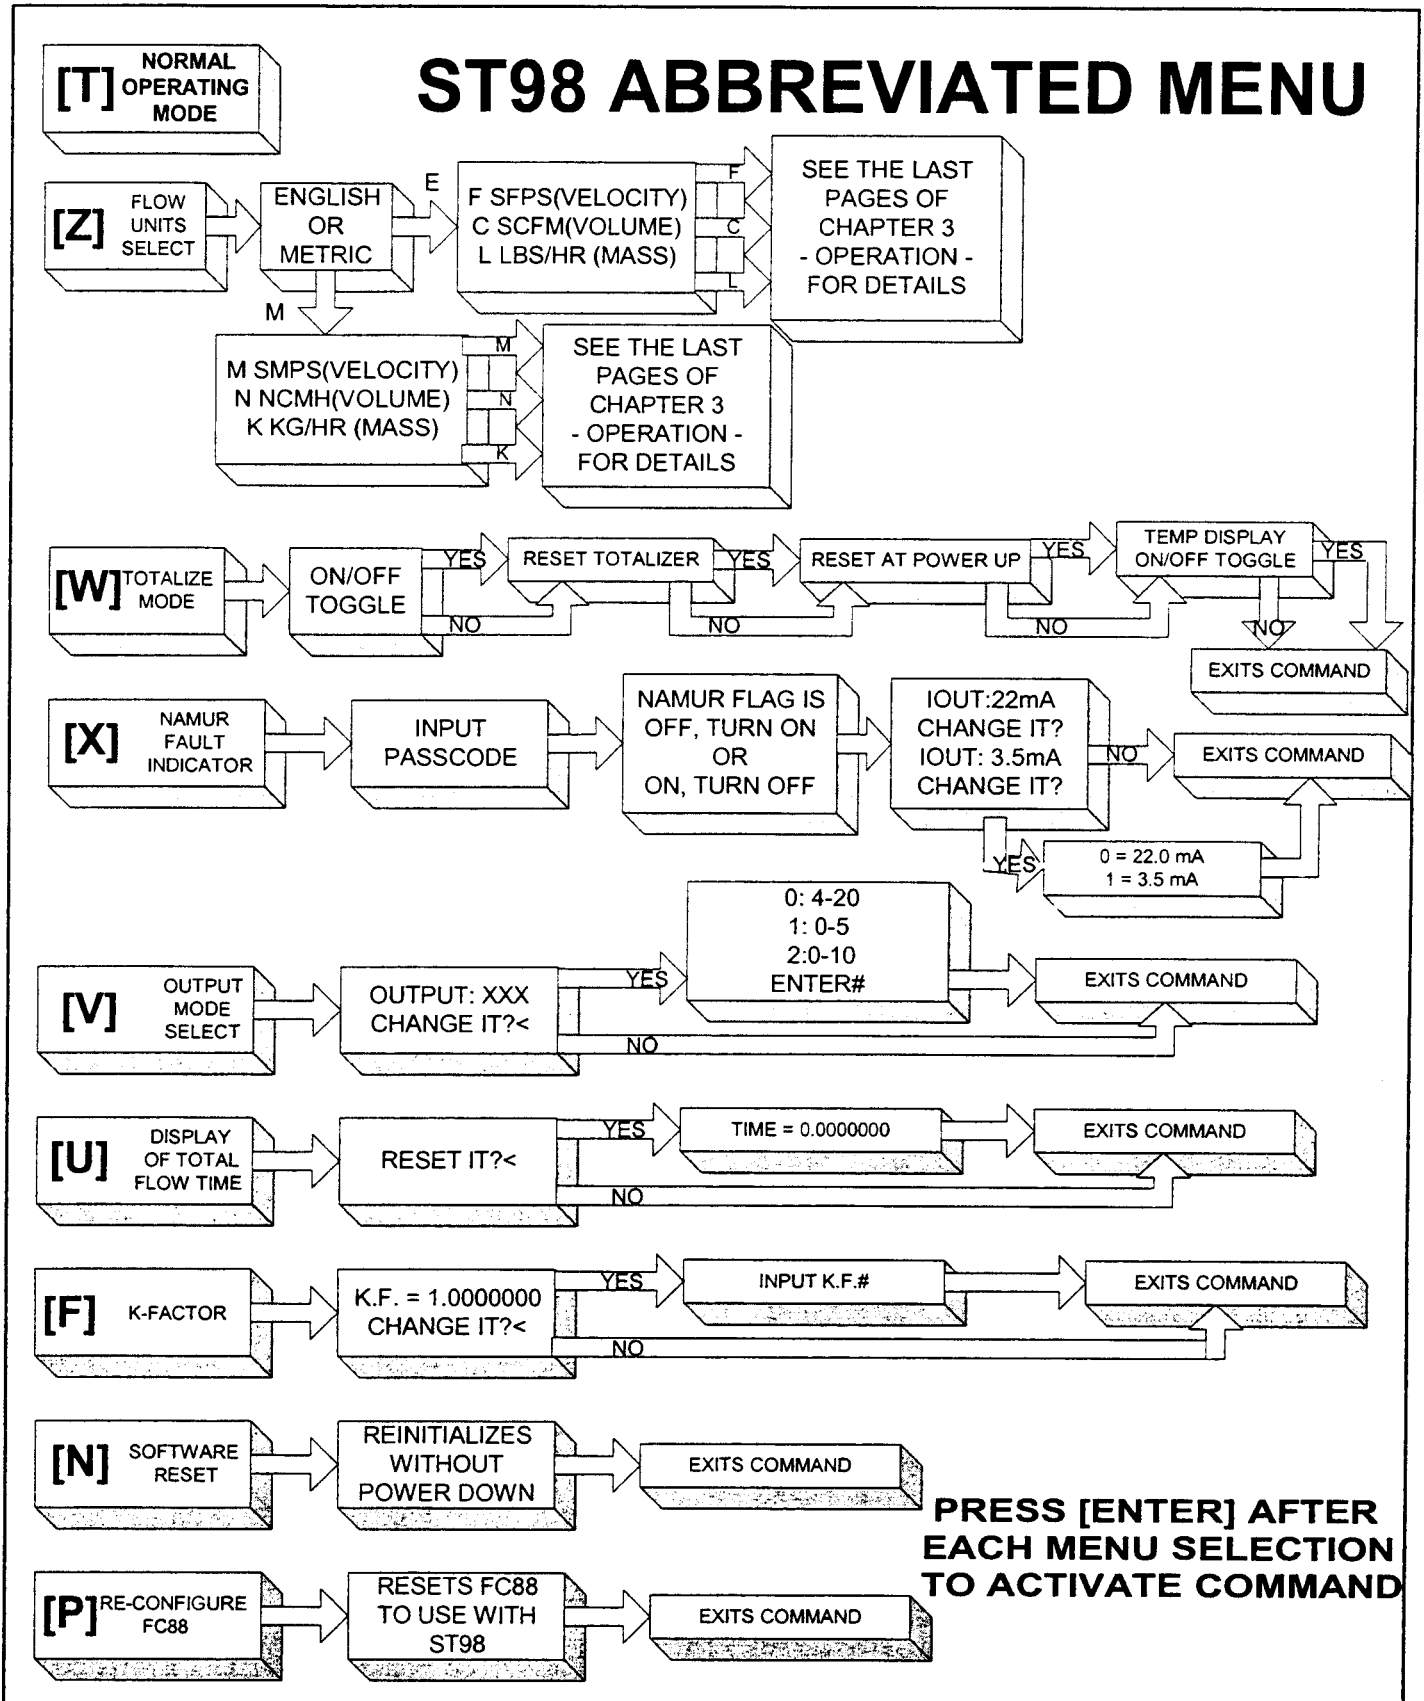 ST98 ABBREVIATED MENU
[T] NORMAL
OPERATING
MODE
[Z] FLOW
UNITS
SELECT
ENGLISH
OR
METRIC
E
F SFPS(VELOCITY)
C SCFM(VOLUME)
L LBS/HR (MASS)
F
C
L
SEE THE LAST
PAGES OF
CHAPTER 3
- OPERATION -
FOR DETAILS
M
M SMPS(VELOCITY)
N NCMH(VOLUME)
K KG/HR (MASS)
M
N
K
SEE THE LAST
PAGES OF
CHAPTER 3
- OPERATION -
FOR DETAILS
[W] TOTALIZE
MODE
ON/OFF
TOGGLE
YES
NO
RESET TOTALIZER
YES
NO
RESET AT POWER UP
YES
NO
TEMP DISPLAY
ON/OFF TOGGLE
YES
NO
EXITS COMMAND
[X] NAMUR
FAULT
INDICATOR
INPUT
PASSCODE
NAMUR FLAG IS
OFF, TURN ON
OR
ON, TURN OFF
IOUT:22mA
CHANGE IT?
IOUT: 3.5mA
CHANGE IT?
NO
EXITS COMMAND
YES
0 = 22.0 mA
1 = 3.5 mA
[V] OUTPUT
MODE
SELECT
OUTPUT: XXX
CHANGE IT?<
YES
0: 4-20
1: 0-5
2:0-10
ENTER#
EXITS COMMAND
NO
[U] DISPLAY
OF TOTAL
FLOW TIME
RESET IT?<
YES
TIME = 0.0000000
EXITS COMMAND
NO
[F] K-FACTOR
K.F. = 1.0000000
CHANGE IT?<
YES
INPUT K.F.#
EXITS COMMAND
NO
[N] SOFTWARE
RESET
REINITIALIZES
WITHOUT
POWER DOWN
EXITS COMMAND
[P] RE-CONFIGURE
FC88
RESETS FC88
TO USE WITH
ST98
EXITS COMMAND
PRESS [ENTER] AFTER
EACH MENU SELECTION
TO ACTIVATE COMMAND